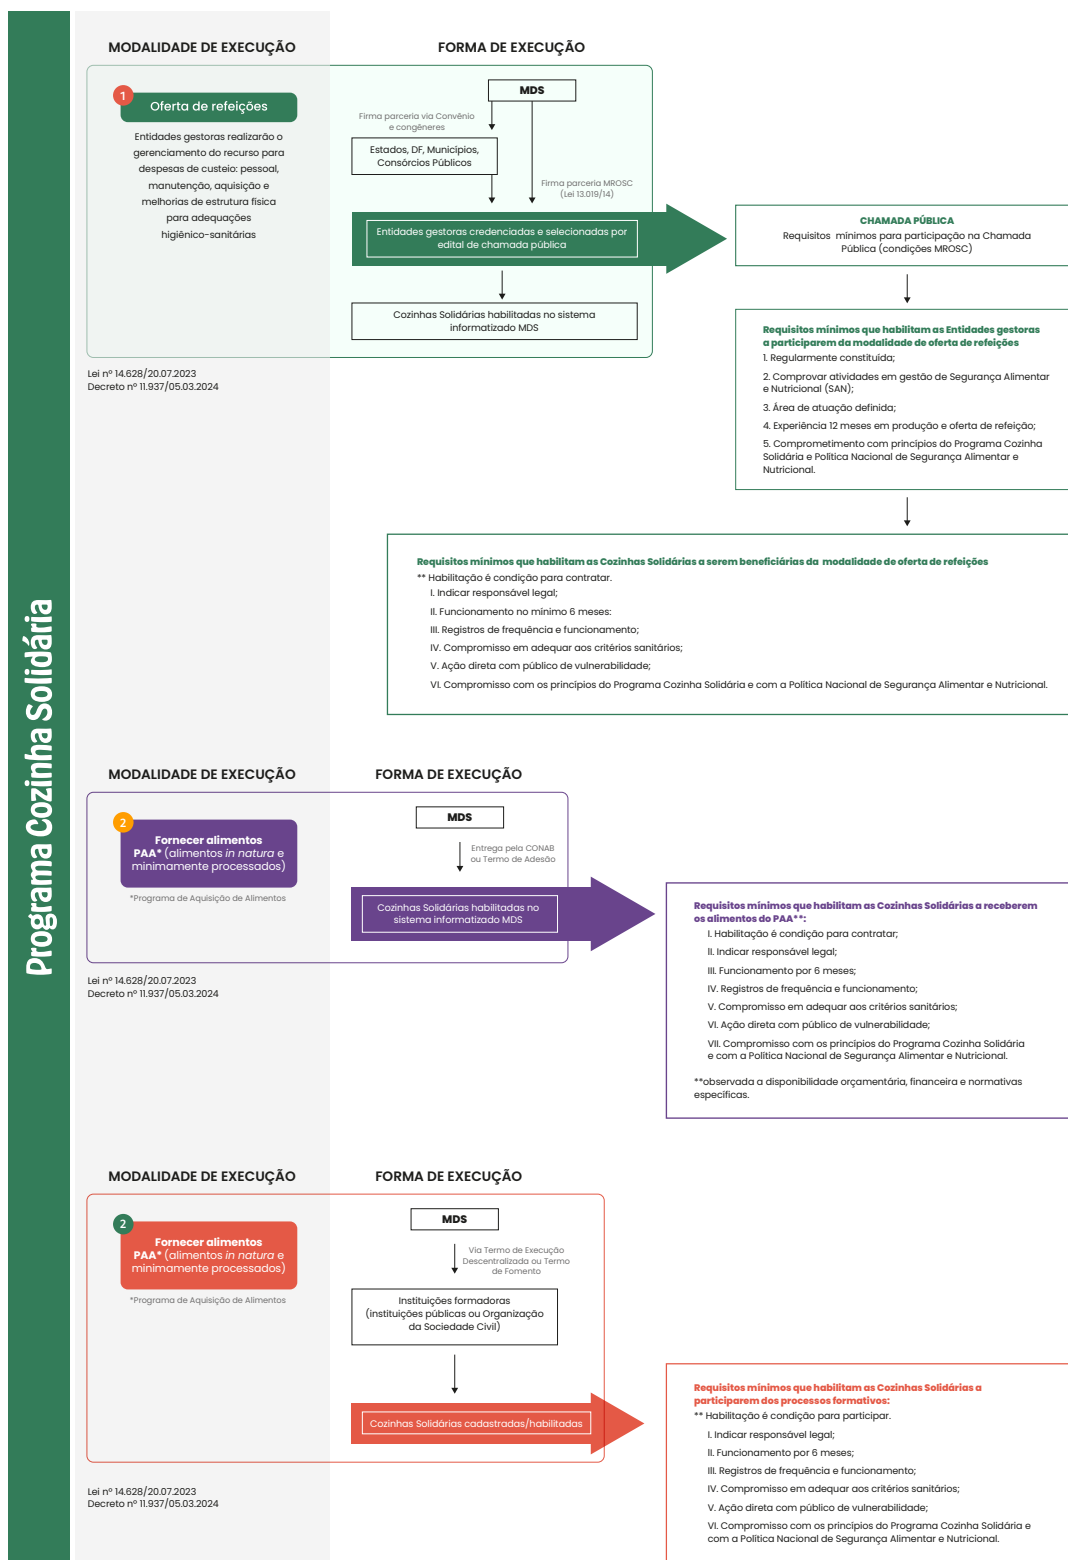 Programa Cozinha Solidária
MODALIDADE DE EXECUÇÃO
FORMA DE EXECUÇÃO
1
Oferta de refeições
Entidades gestoras realizarão o
gerenciamento do recurso para
despesas de custeio: pessoal,
manutenção, aquisição e
melhorias de estrutura física
para adequações
higiênico-sanitárias
MDS
Firma parceria via Convênio
e congêneres
Estados, DF, Municípios,
Consórcios Públicos
Firma parceria MROSC
(Lei 13.019/14)
Entidades gestoras credenciadas e selecionadas por
edital de chamada pública
Cozinhas Solidárias habilitadas no sistema
informatizado MDS
Lei nº 14.628/20.07.2023
Decreto nº 11.937/05.03.2024
CHAMADA PÚBLICA
Requisitos mínimos para participação na Chamada
Pública (condições MROSC)
Requisitos mínimos que habilitam as Entidades gestoras
a participarem da modalidade de oferta de refeições
1. Regularmente constituída;
2. Comprovar atividades em gestão de Segurança Alimentar
e Nutricional (SAN);
3. Área de atuação definida;
4. Experiência 12 meses em produção e oferta de refeição;
5. Comprometimento com princípios do Programa Cozinha
Solidária e Política Nacional de Segurança Alimentar e
Nutricional.
Requisitos mínimos que habilitam as Cozinhas Solidárias a serem beneficiárias da modalidade de oferta de refeições
** Habilitação é condição para contratar.
I. Indicar responsável legal;
II. Funcionamento no mínimo 6 meses:
III. Registros de frequência e funcionamento;
IV. Compromisso em adequar aos critérios sanitários;
V. Ação direta com público de vulnerabilidade;
VI. Compromisso com os princípios do Programa Cozinha Solidária e com a Política Nacional de Segurança Alimentar e Nutricional.
MODALIDADE DE EXECUÇÃO
FORMA DE EXECUÇÃO
2
Fornecer alimentos
PAA* (alimentos in natura e
minimamente processados)
*Programa de Aquisição de Alimentos
MDS
Entrega pela CONAB
ou Termo de Adesão
Cozinhas Solidárias habilitadas no
sistema informatizado MDS
Lei nº 14.628/20.07.2023
Decreto nº 11.937/05.03.2024
Requisitos mínimos que habilitam as Cozinhas Solidárias a receberem
os alimentos do PAA**:
I. Habilitação é condição para contratar;
II. Indicar responsável legal;
III. Funcionamento por 6 meses;
IV. Registros de frequência e funcionamento;
V. Compromisso em adequar aos critérios sanitários;
VI. Ação direta com público de vulnerabilidade;
VII. Compromisso com os princípios do Programa Cozinha Solidária
e com a Política Nacional de Segurança Alimentar e Nutricional.
**observada a disponibilidade orçamentária, financeira e normativas
específicas.
MODALIDADE DE EXECUÇÃO
FORMA DE EXECUÇÃO
2
Fornecer alimentos
PAA* (alimentos in natura e
minimamente processados)
*Programa de Aquisição de Alimentos
MDS
Via Termo de Execução
Descentralizada ou Termo
de Fomento
Instituições formadoras
(instituições públicas ou Organização
da Sociedade Civil)
Cozinhas Solidárias cadastradas/habilitadas
Lei nº 14.628/20.07.2023
Decreto nº 11.937/05.03.2024
Requisitos mínimos que habilitam as Cozinhas Solidárias a
participarem dos processos formativos:
** Habilitação é condição para participar.
I. Indicar responsável legal;
II. Funcionamento por 6 meses;
III. Registros de frequência e funcionamento;
IV. Compromisso em adequar aos critérios sanitários;
V. Ação direta com público de vulnerabilidade;
VI. Compromisso com os princípios do Programa Cozinha Solidária e
com a Política Nacional de Segurança Alimentar e Nutricional.